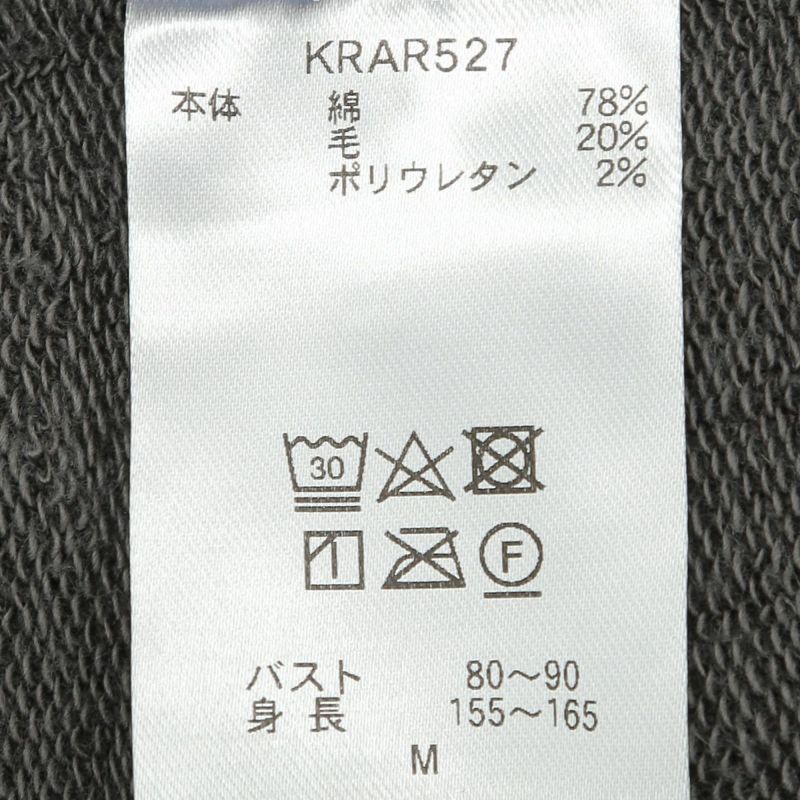 KRAR527
本体 綿 78%
毛 20%
ポリウレタン 2%
30
F
バスト 80～90
身長 155～165
M